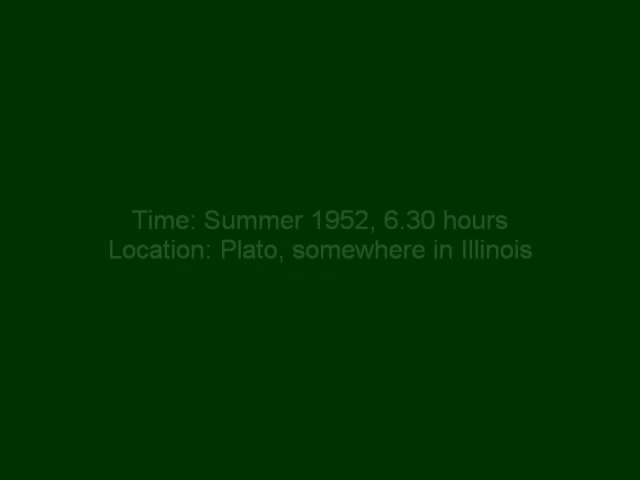 Time: Summer 1952, 6.30 hours
Location: Plato, somewhere in Illinois